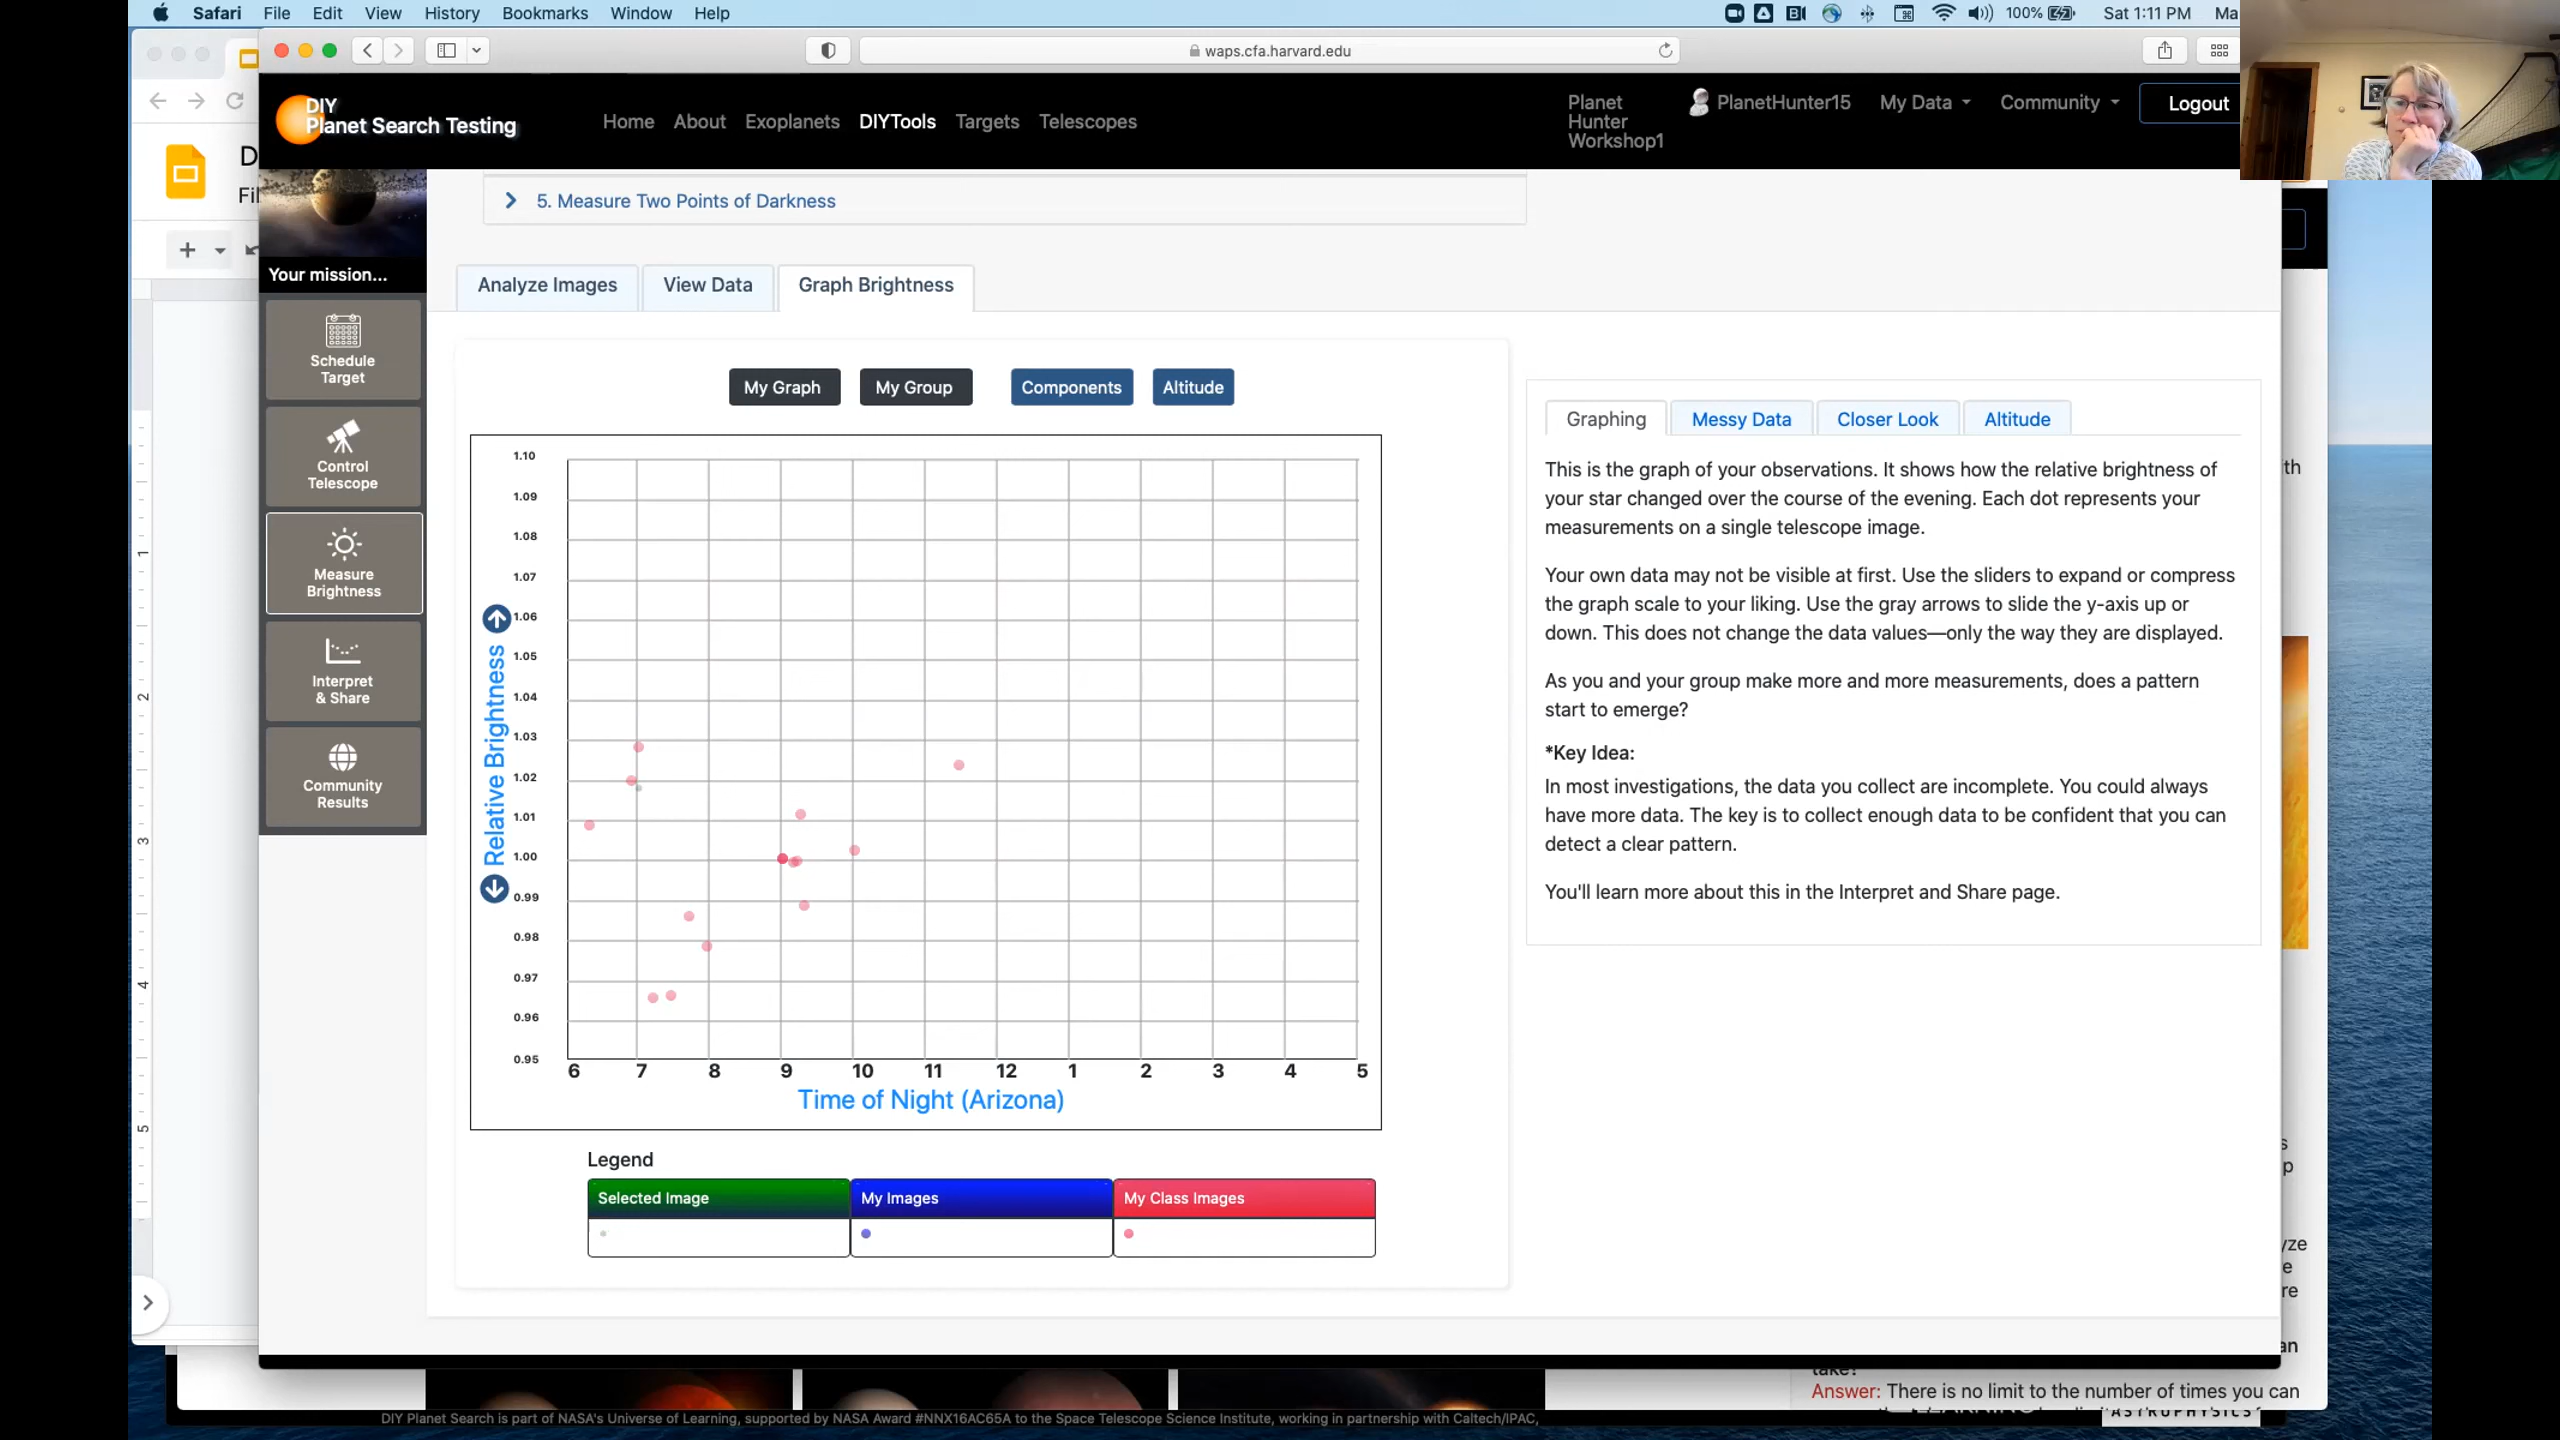 Safari File Edit View History Bookmarks Window Help
100% Sat 1:11 PM Ma
waps.cfa.harvard.edu
DIY
Planet Search Testing
Home About Exoplanets DIYTools Targets Telescopes
Planet
Hunter
Workshop1
PlanetHunter15 My Data Community Logout
D
Fil
5. Measure Two Points of Darkness
Your mission...
Schedule
Target
Control
Telescope
Measure
Brightness
Interpret
& Share
Community
Results
1
2
3
4
5
Analyze Images View Data Graph Brightness
My Graph My Group Components Altitude
1.10
1.09
1.08
1.07
1.06
1.05
1.04
1.03
1.02
1.01
1.00
0.99
0.98
0.97
0.96
0.95
Relative Brightness
6 7 8 9 10 11 12 1 2 3 4 5
Time of Night (Arizona)
Legend
Selected Image My Images My Class Images
Graphing Messy Data Closer Look Altitude
This is the graph of your observations. It shows how the relative brightness of
your star changed over the course of the evening. Each dot represents your
measurements on a single telescope image.
Your own data may not be visible at first. Use the sliders to expand or compress
the graph scale to your liking. Use the gray arrows to slide the y-axis up or
down. This does not change the data values—only the way they are displayed.
As you and your group make more and more measurements, does a pattern
start to emerge?
*Key Idea:
In most investigations, the data you collect are incomplete. You could always
have more data. The key is to collect enough data to be confident that you can
detect a clear pattern.
You'll learn more about this in the Interpret and Share page.
th
s
p
yze
e
re
an
take?
Answer: There is no limit to the number of times you can
ASTROPHYSICS
DIY Planet Search is part of NASA's Universe of Learning, supported by NASA Award #NNX16AC65A to the Space Telescope Science Institute, working in partnership with Caltech/IPAC,